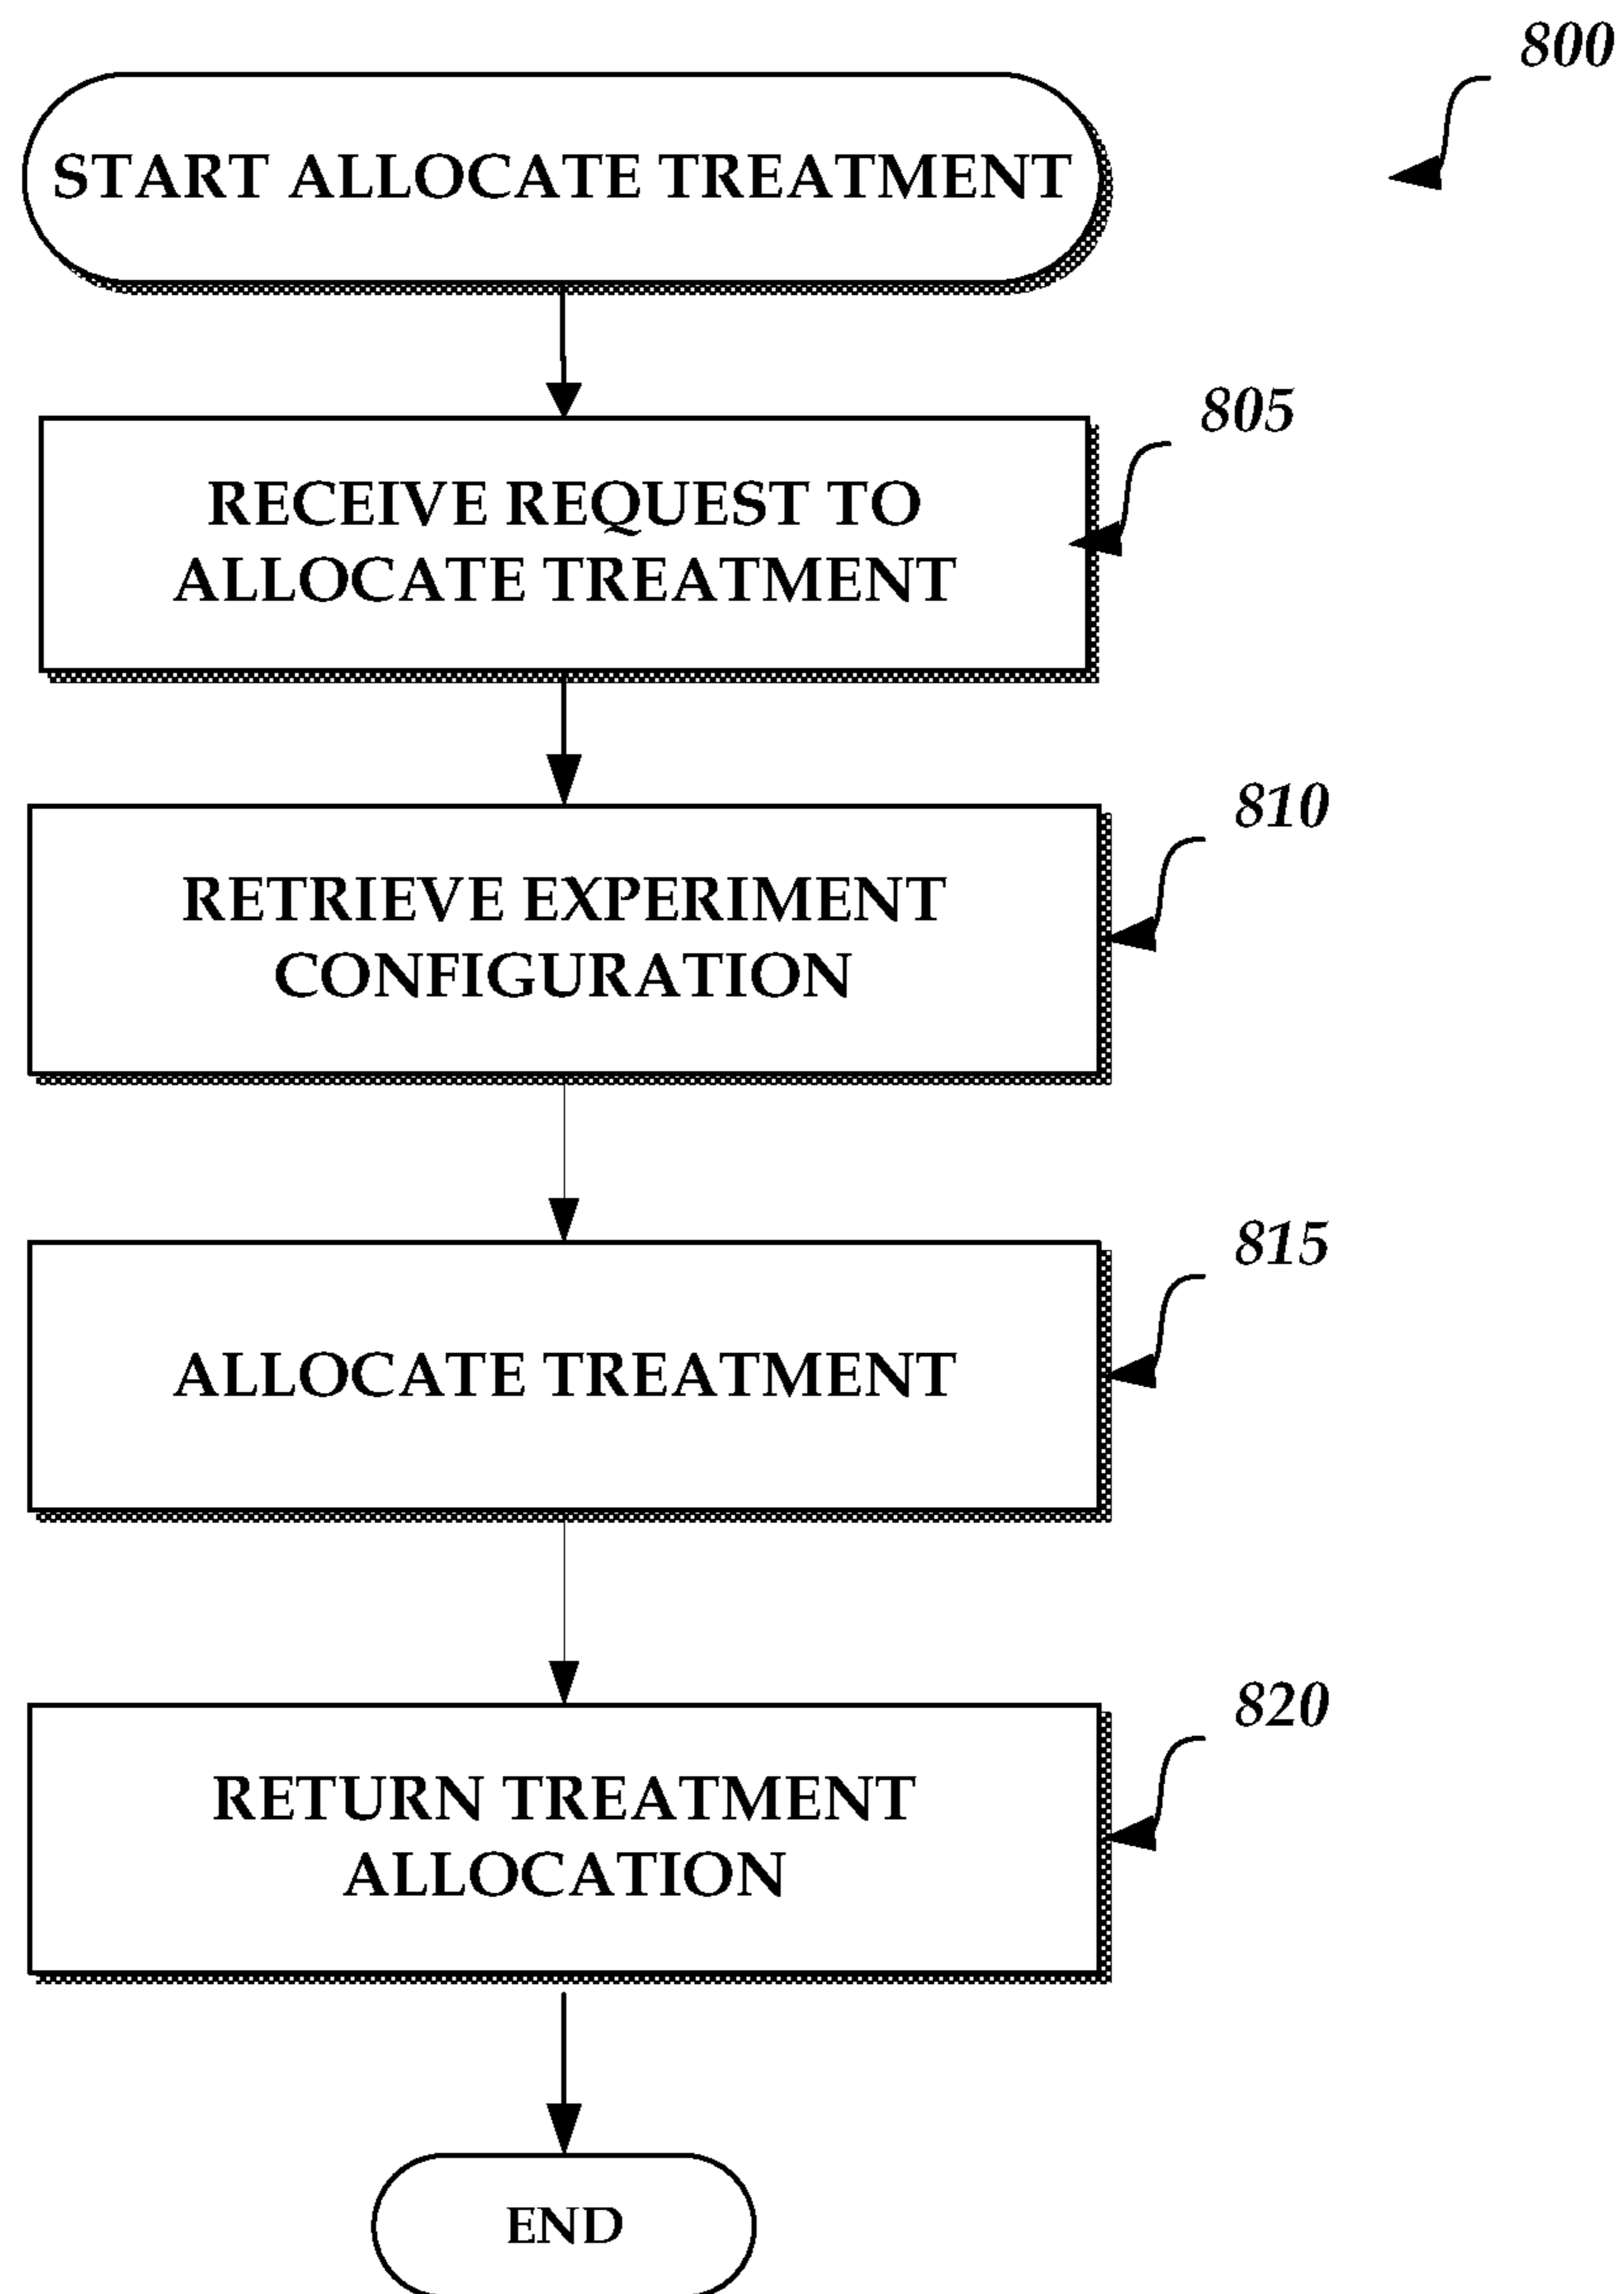 800
START ALLOCATE TREATMENT
805
RECEIVE REQUEST TO
ALLOCATE TREATMENT
810
RETRIEVE EXPERIMENT
CONFIGURATION
815
ALLOCATE TREATMENT
820
RETURN TREATMENT
ALLOCATION
END